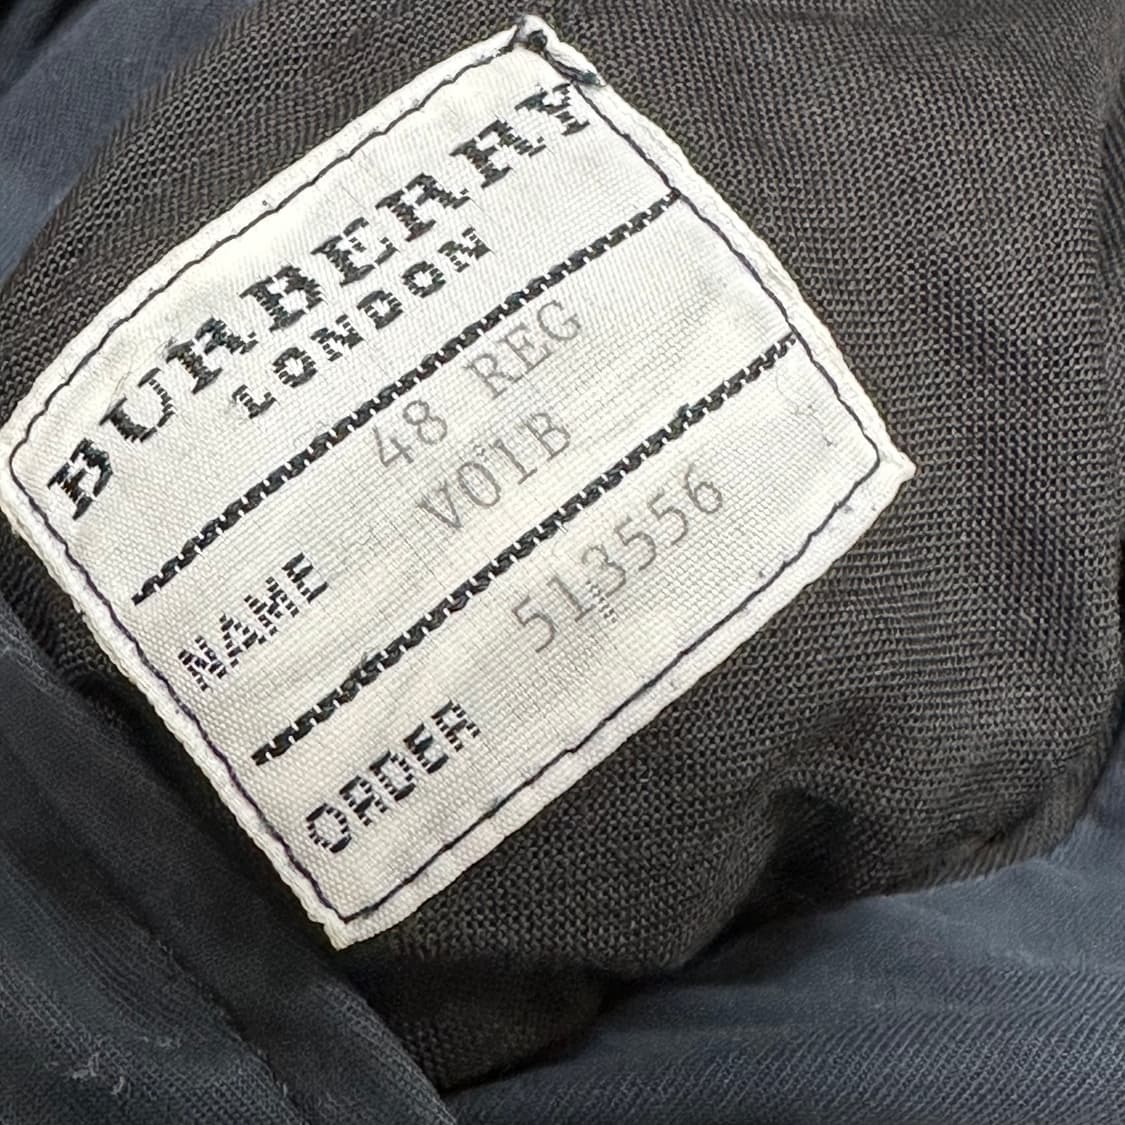 BURBERRY
LONDON
48 REG
NAME V01B
ORDER 513556